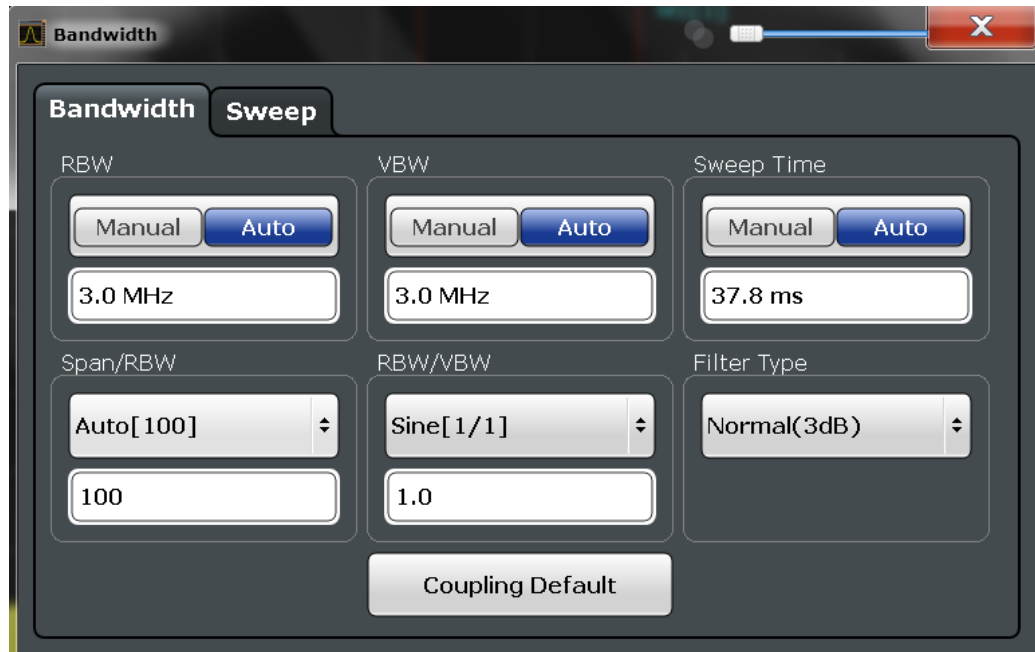 Bandwidth
X
Bandwidth Sweep
RBW
Manual Auto
3.0 MHz
VBW
Manual Auto
3.0 MHz
Sweep Time
Manual Auto
37.8 ms
Span/RBW
Auto[100]
100
RBW/VBW
Sine[1/1]
1.0
Filter Type
Normal(3dB)
Coupling Default